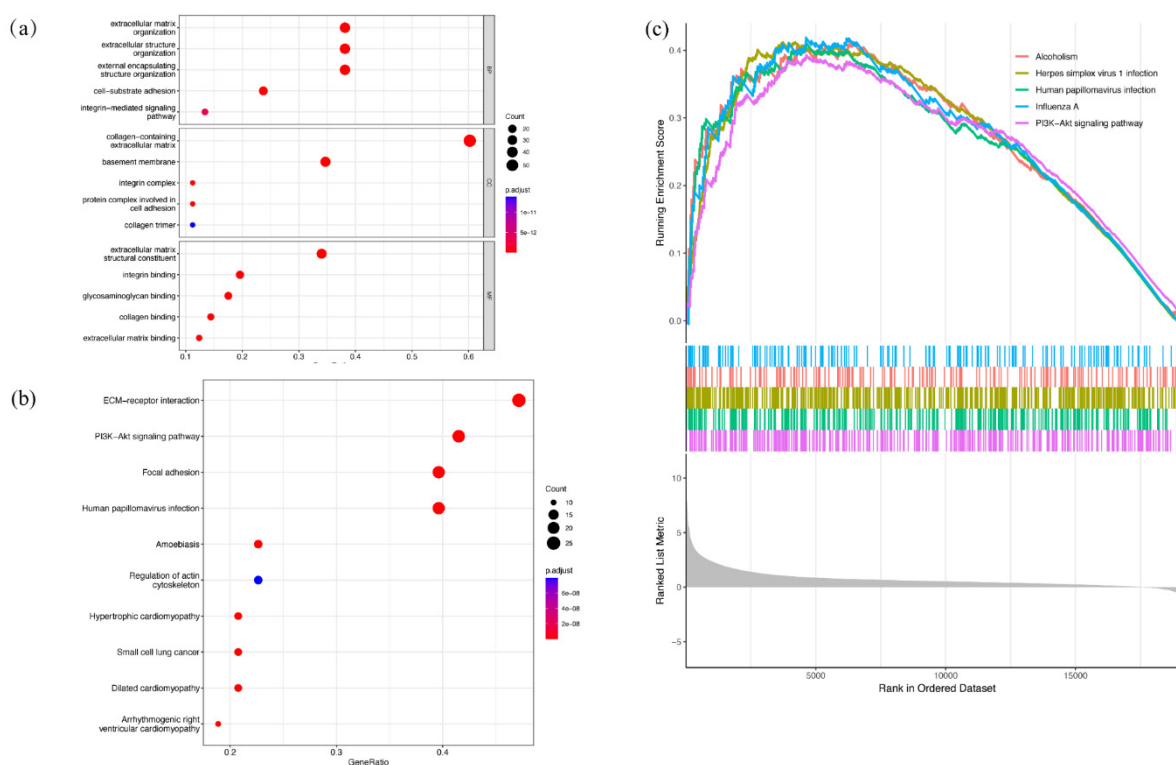 (a)
extracellular matrix
organization
extracellular structure
organization
external encapsulating
structure organization
cell-substrate adhesion
integrin-mediated signaling
pathway
BP
collagen-containing
extracellular matrix
basement membrane
integrin complex
protein complex involved in
cell adhesion
collagen trimer
CC
extracellular matrix
structural constituent
integrin binding
glycosaminoglycan binding
collagen binding
extracellular matrix binding
MF
0.1 0.2 0.3 0.4 0.5 0.6
Count
20
30
40
50
p.adjust
1e-11
5e-12
(b)
ECM-receptor interaction
PI3K-Akt signaling pathway
Focal adhesion
Human papillomavirus infection
Amoebiasis
Regulation of actin
cytoskeleton
Hypertrophic cardiomyopathy
Small cell lung cancer
Dilated cardiomyopathy
Arrhythmogenic right
ventricular cardiomyopathy
0.2 0.3 0.4
GeneRatio
Count
10
15
20
25
p.adjust
6e-08
4e-08
2e-08
(c)
Running Enrichment Score
0.4
0.3
0.2
0.1
0.0
Alcoholism
Herpes simplex virus 1 infection
Human papillomavirus infection
Influenza A
PI3K-Akt signaling pathway
Ranked List Metric
10
5
0
-5
5000 10000 15000
Rank in Ordered Dataset